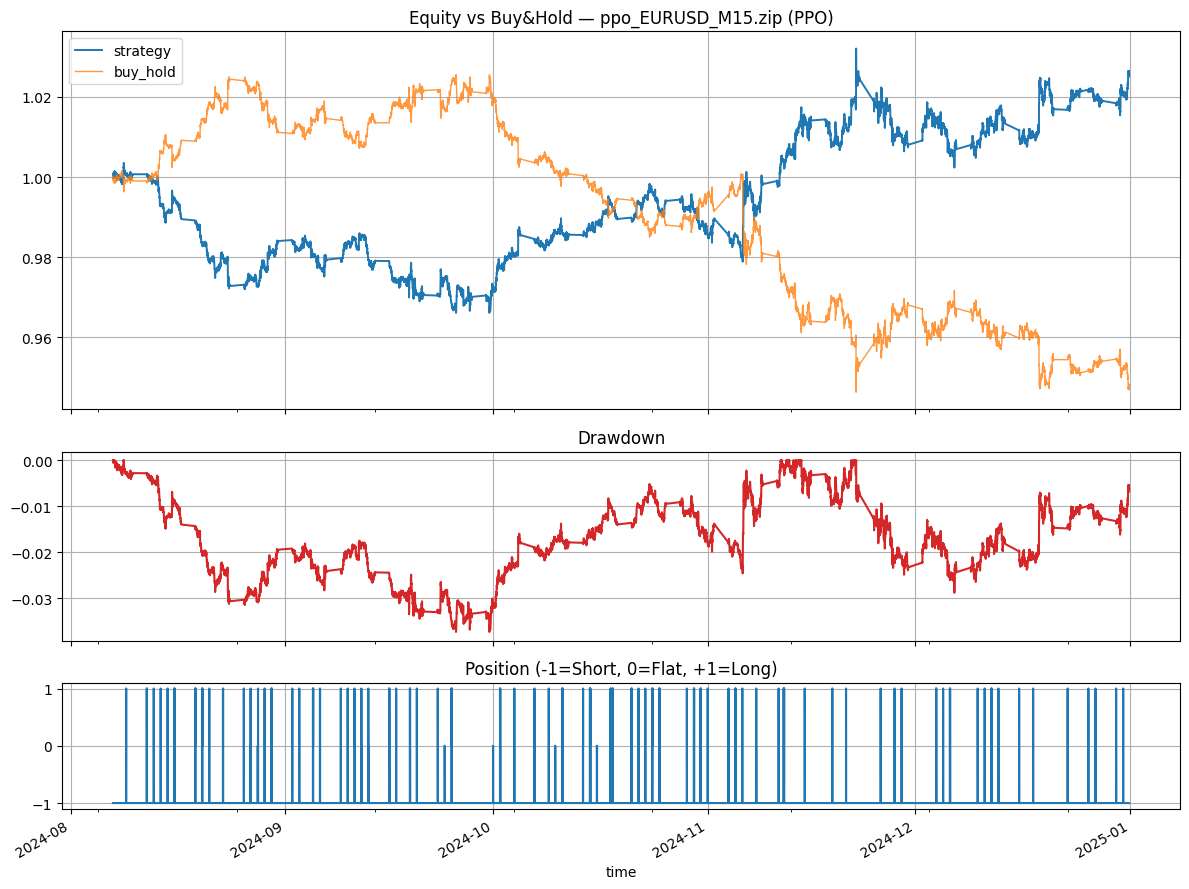 Equity vs Buy&Hold — ppo_EURUSD_M15.zip (PPO)
strategy
buy_hold
1.02
1.00
0.98
0.96
Drawdown
0.00
−0.01
−0.02
−0.03
Position (-1=Short, 0=Flat, +1=Long)
1
0
−1
2024-08
2024-09
2024-10
2024-11
2024-12
2025-01
time